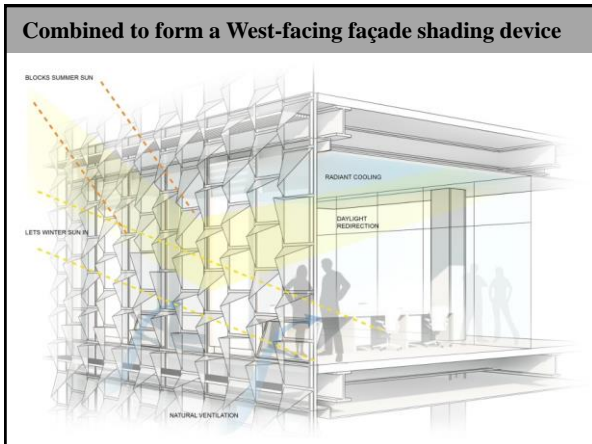 Combined to form a West-facing façade shading device
BLOCKS SUMMER SUN
RADIANT COOLING
DAYLIGHT
REDIRECTION
LETS WINTER SUN IN
NATURAL VENTILATION